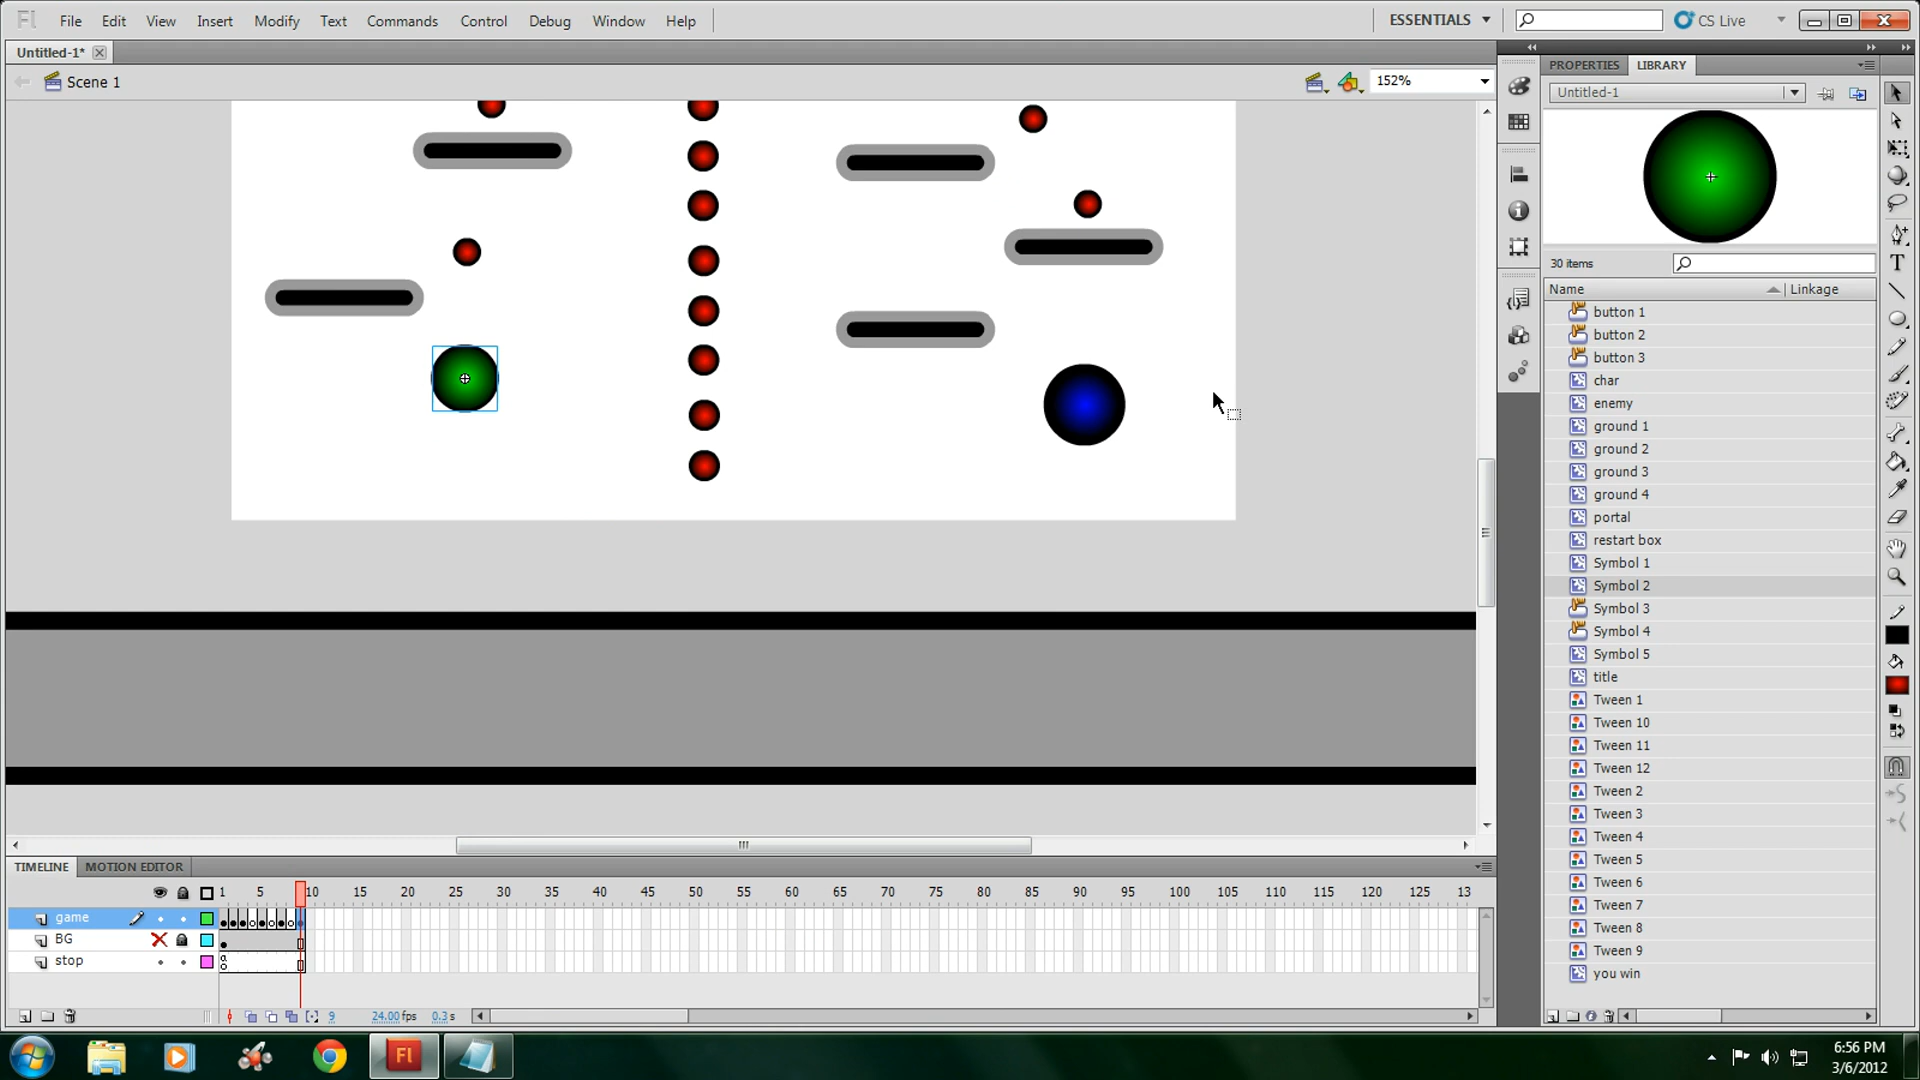 Fl File Edit View Insert Modify Text Commands Control Debug Window Help ESSENTIALS CS Live
Untitled-1*
Scene 1 152%
PROPERTIES LIBRARY
Untitled-1
30 items
Name Linkage
button 1
button 2
button 3
char
enemy
ground 1
ground 2
ground 3
ground 4
portal
restart box
Symbol 1
Symbol 2
Symbol 3
Symbol 4
Symbol 5
title
Tween 1
Tween 10
Tween 11
Tween 12
Tween 2
Tween 3
Tween 4
Tween 5
Tween 6
Tween 7
Tween 8
Tween 9
you win
TIMELINE MOTION EDITOR
1 5 10 15 20 25 30 35 40 45 50 55 60 65 70 75 80 85 90 95 100 105 110 115 120 125 13
game
BG
stop
9 24.00 fps 0.3 s
Fl
6:56 PM
3/6/2012